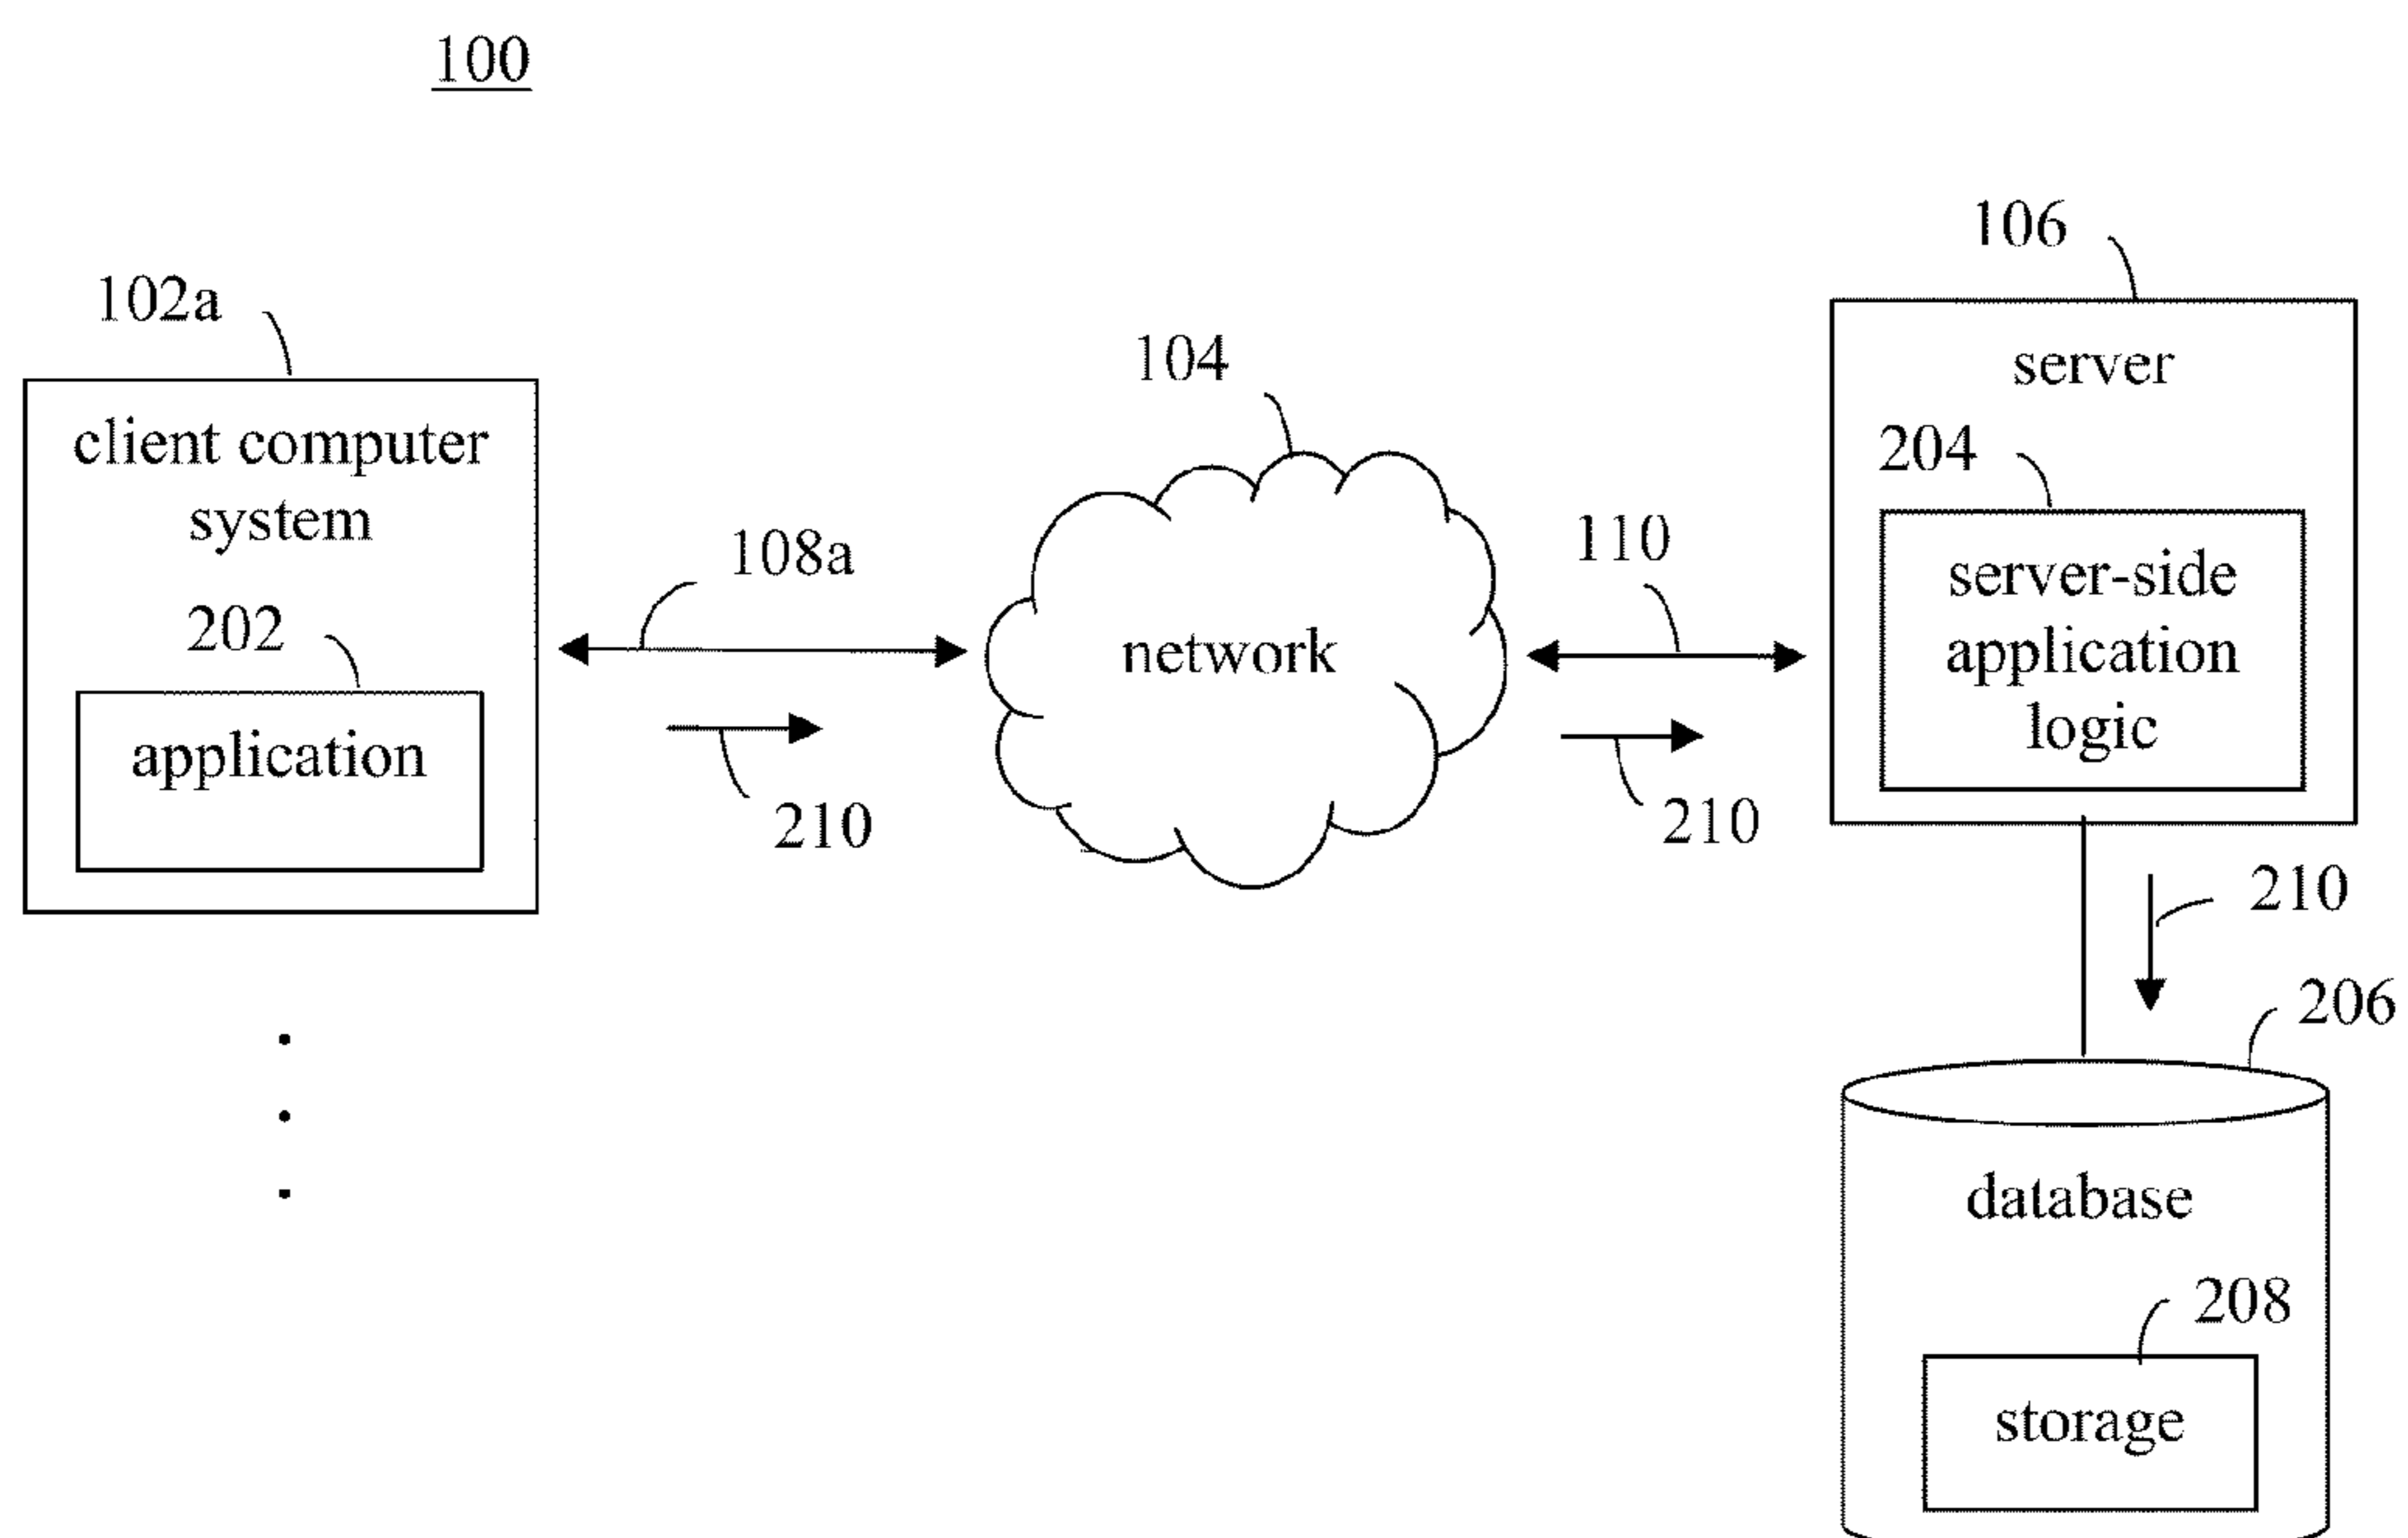 100
102a
client computer
system
202
application
108a
210
104
network
110
210
106
server
204
server-side
application
logic
210
206
database
208
storage